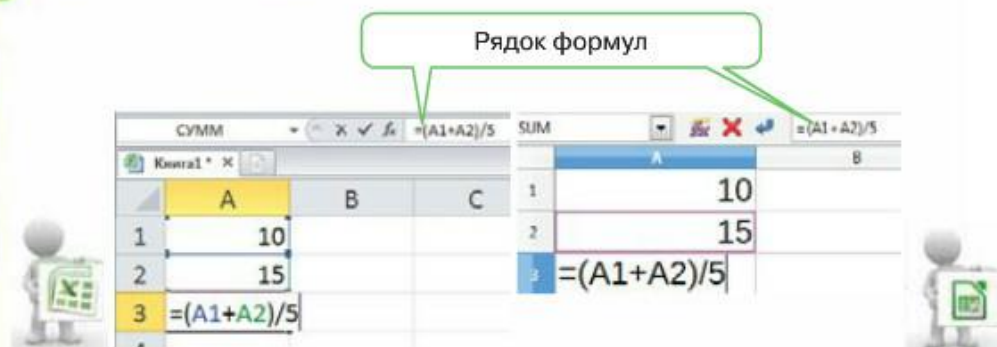 Рядок формул
СУММ =(A1+A2)/5
SUM =(A1+A2)/5
Книга1 *
A B C
1 10
2 15
3 =(A1+A2)/5
A B
1 10
2 15
3 =(A1+A2)/5